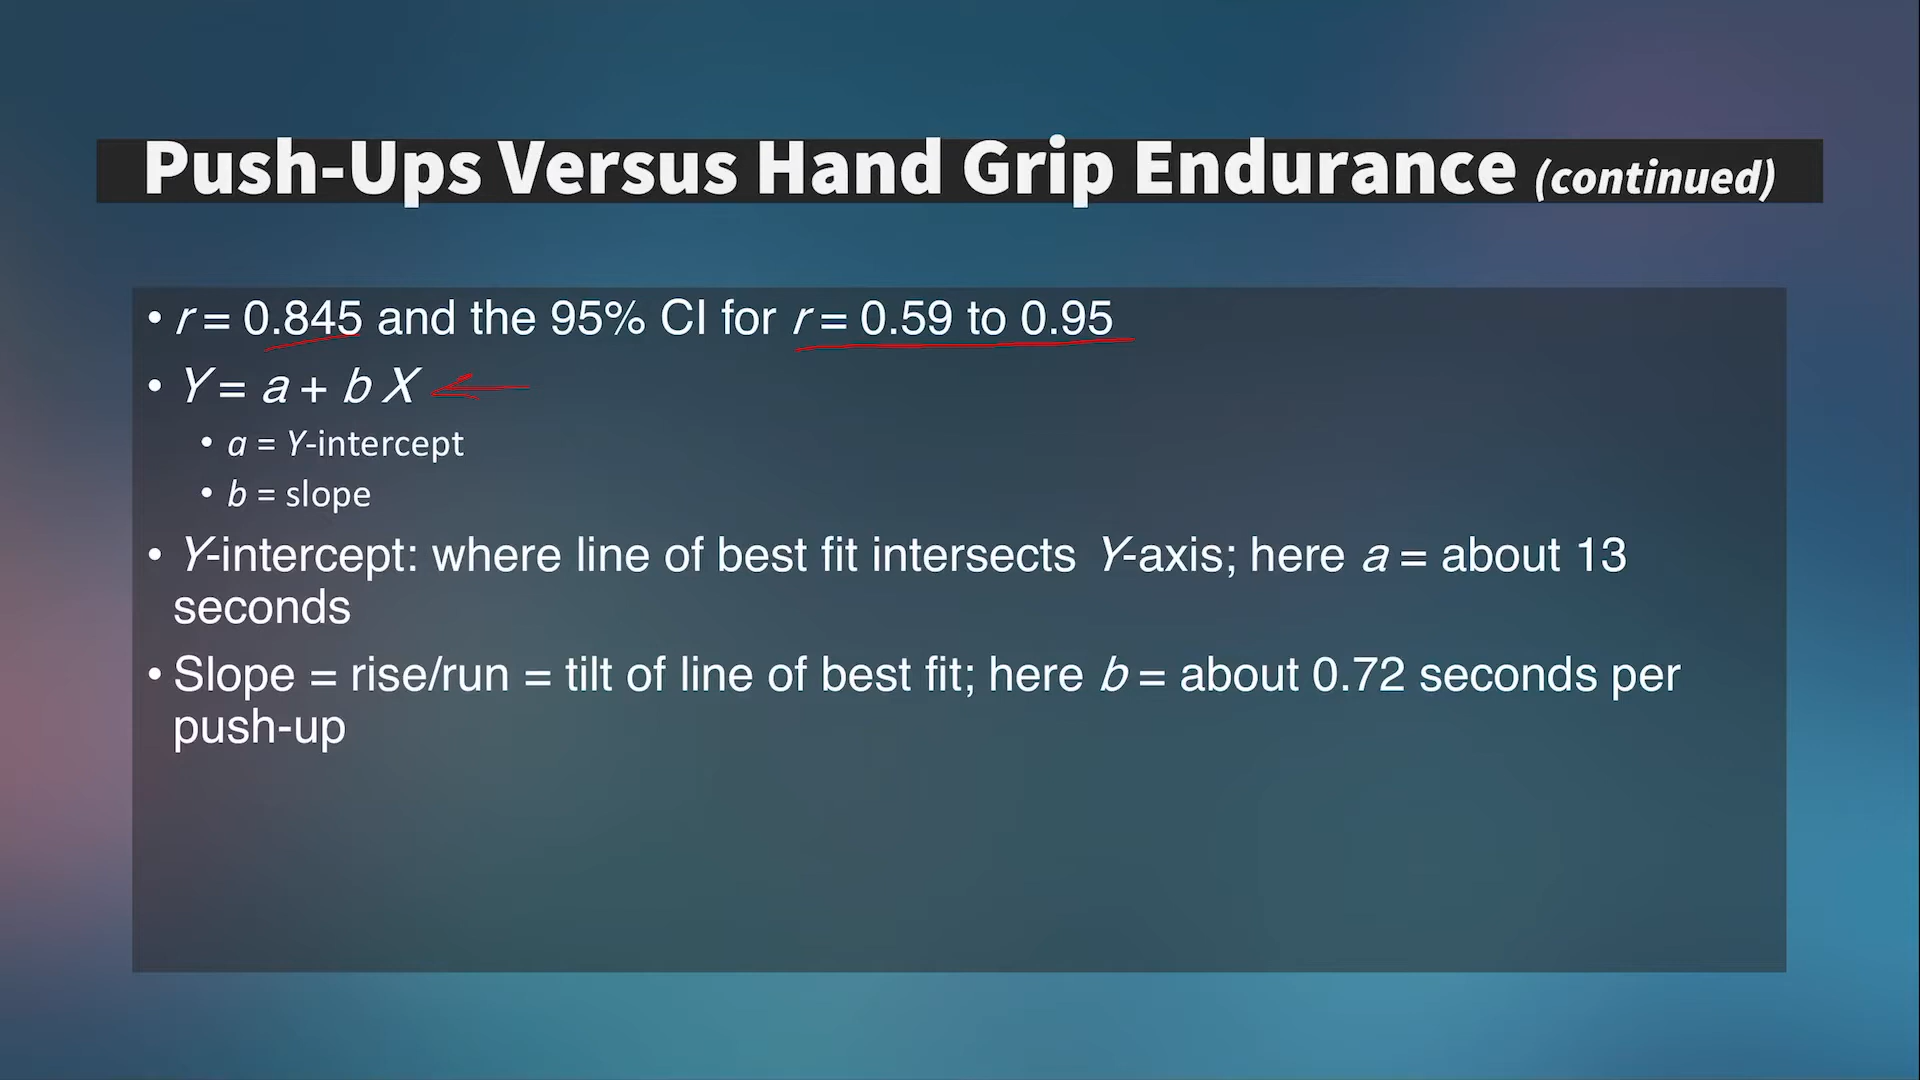 Push-Ups Versus Hand Grip Endurance (continued)
• r = 0.845 and the 95% CI for r = 0.59 to 0.95
• Y = a + b X
• a = Y-intercept
• b = slope
• Y-intercept: where line of best fit intersects Y-axis; here a = about 13
seconds
• Slope = rise/run = tilt of line of best fit; here b = about 0.72 seconds per
push-up